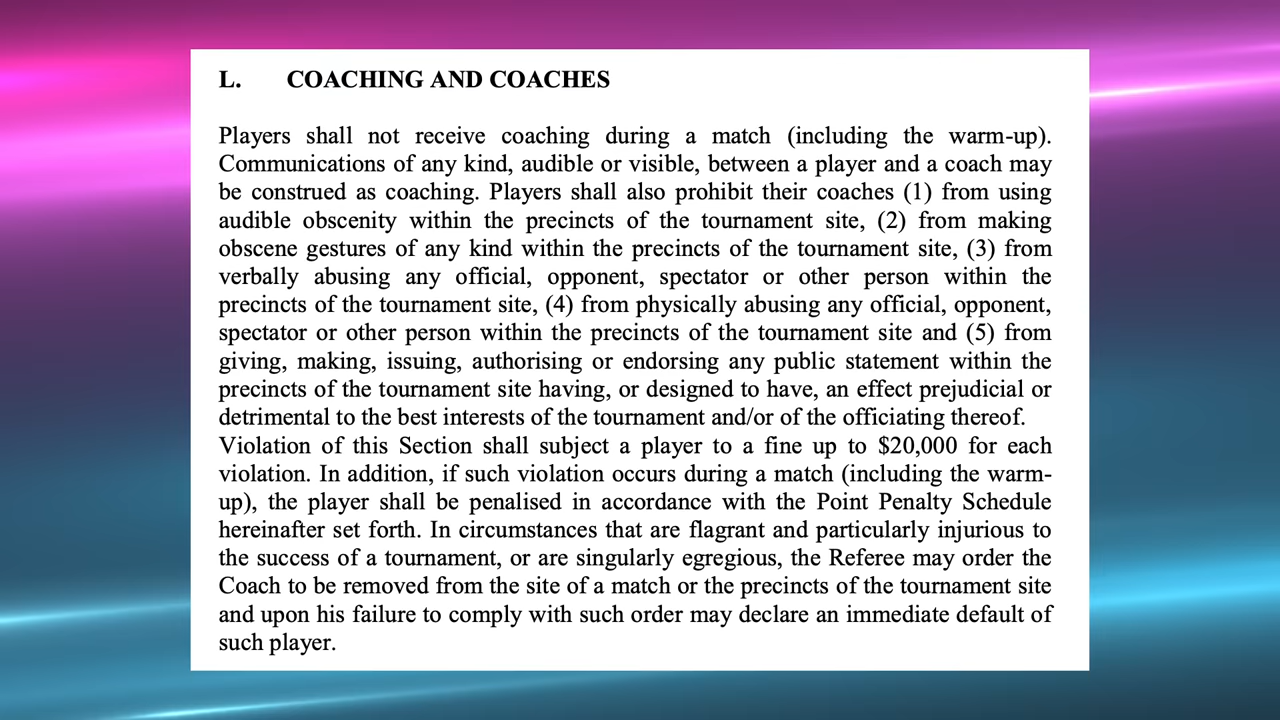 L. COACHING AND COACHES
Players shall not receive coaching during a match (including the warm-up).
Communications of any kind, audible or visible, between a player and a coach may
be construed as coaching. Players shall also prohibit their coaches (1) from using
audible obscenity within the precincts of the tournament site, (2) from making
obscene gestures of any kind within the precincts of the tournament site, (3) from
verbally abusing any official, opponent, spectator or other person within the
precincts of the tournament site, (4) from physically abusing any official, opponent,
spectator or other person within the precincts of the tournament site and (5) from
giving, making, issuing, authorising or endorsing any public statement within the
precincts of the tournament site having, or designed to have, an effect prejudicial or
detrimental to the best interests of the tournament and/or of the officiating thereof.
Violation of this Section shall subject a player to a fine up to $20,000 for each
violation. In addition, if such violation occurs during a match (including the warm-
up), the player shall be penalised in accordance with the Point Penalty Schedule
hereinafter set forth. In circumstances that are flagrant and particularly injurious to
the success of a tournament, or are singularly egregious, the Referee may order the
Coach to be removed from the site of a match or the precincts of the tournament site
and upon his failure to comply with such order may declare an immediate default of
such player.